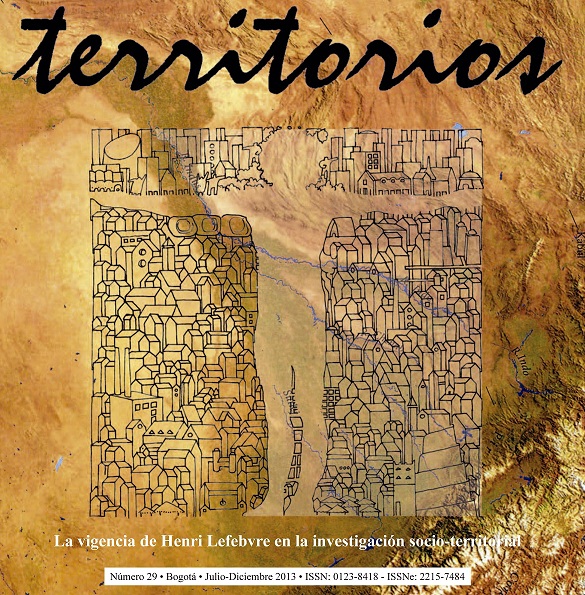 territorios
R. Indo
La vigencia de Henri Lefebvre en la investigación socio-territorial
Número 29 • Bogotá • Julio-Diciembre 2013 • ISSN: 0123-8418 - ISSNe: 2215-7484